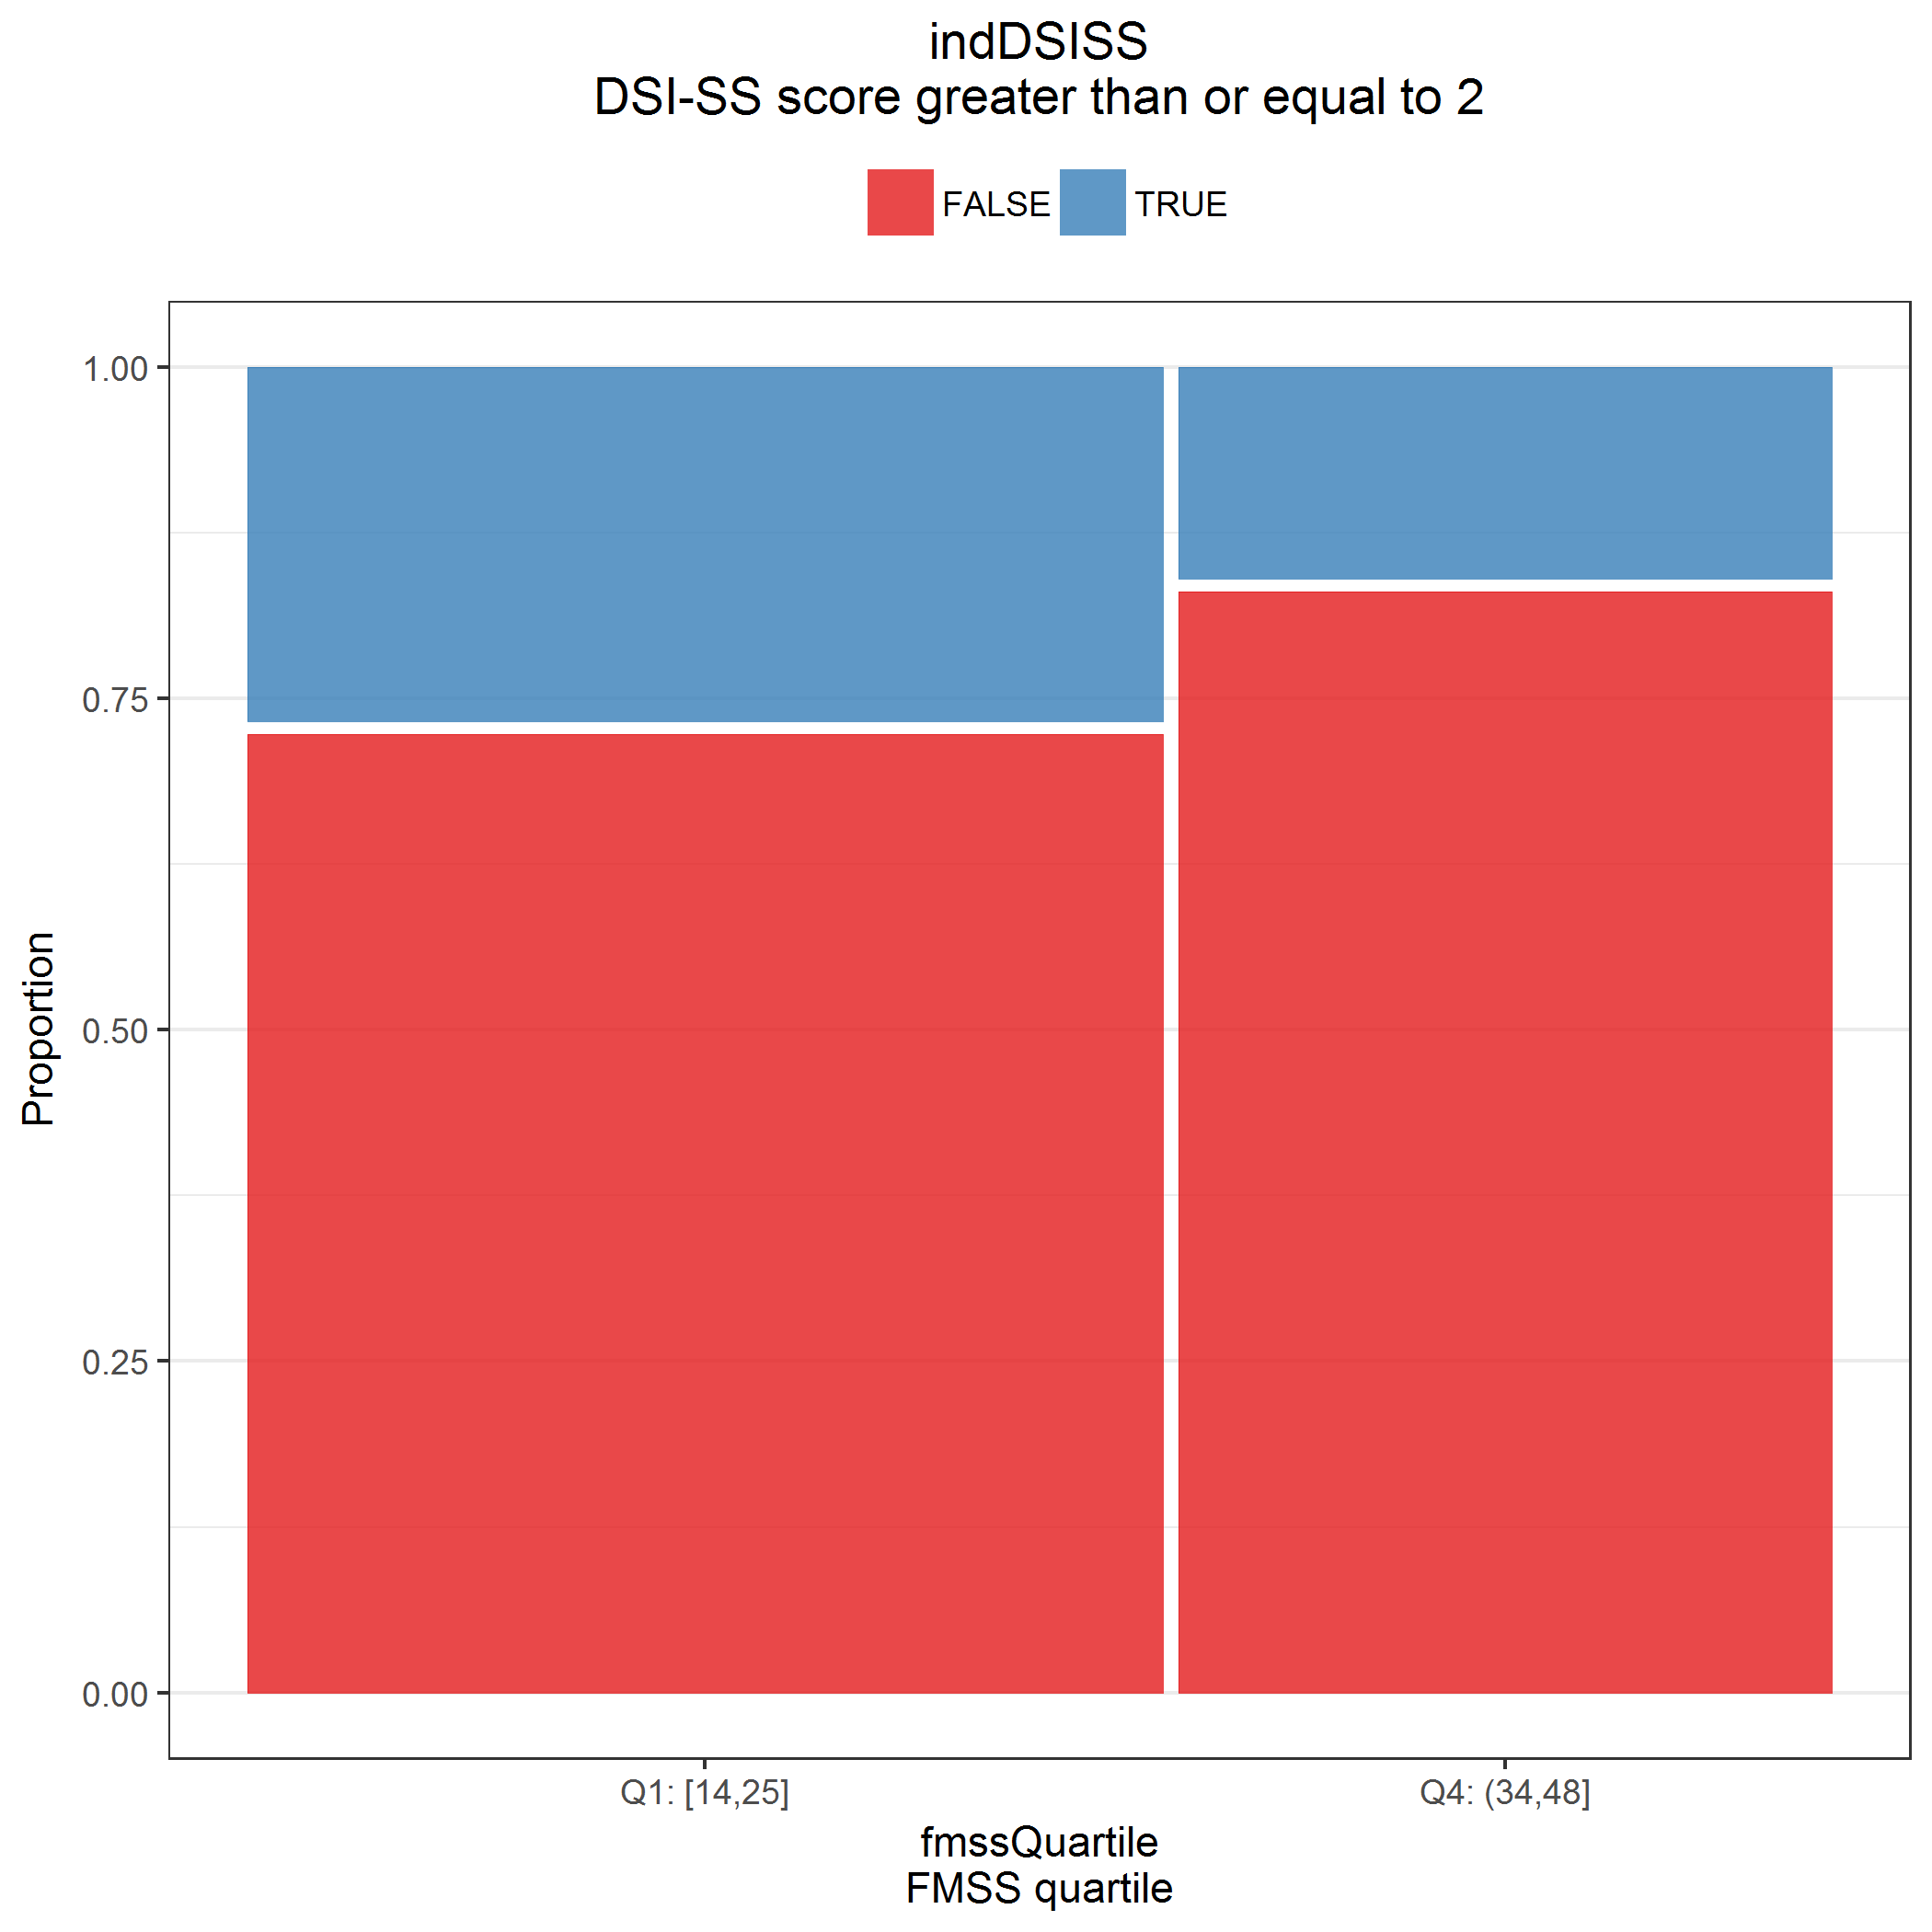 indDSISS
DSI-SS score greater than or equal to 2
FALSE TRUE
1.00
0.75
0.50
0.25
0.00
Proportion
Q1: [14,25] Q4: (34,48]
fmssQuartile
FMSS quartile